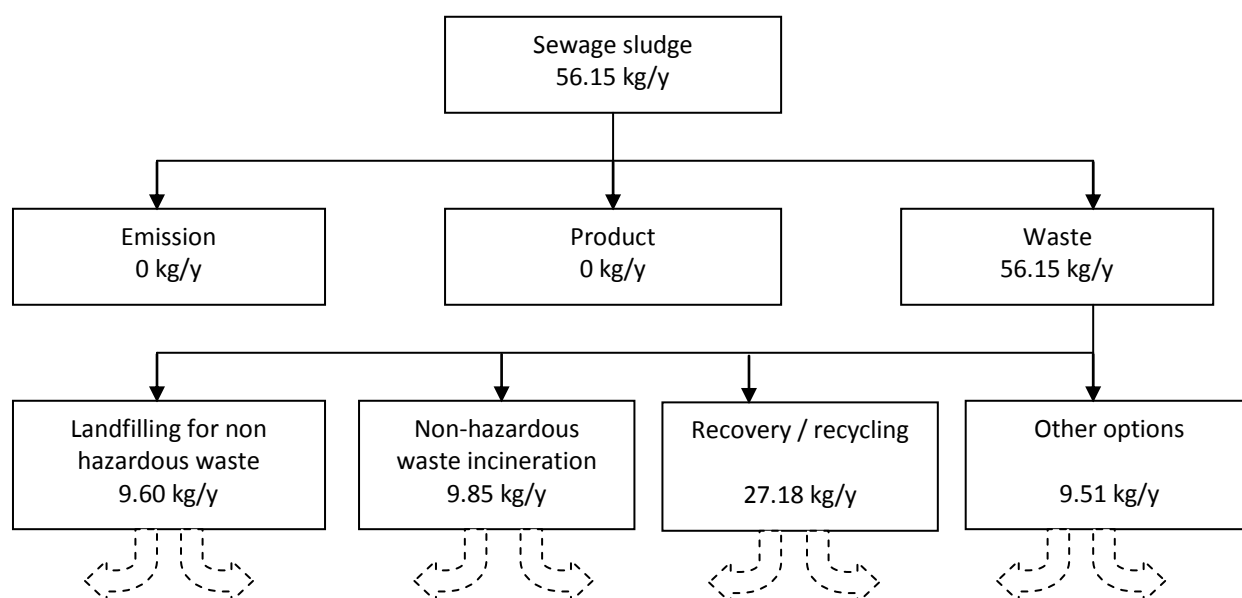 Sewage sludge
56.15 kg/y
Emission
0 kg/y
Product
0 kg/y
Waste
56.15 kg/y
Landfilling for non
hazardous waste
9.60 kg/y
Non-hazardous
waste incineration
9.85 kg/y
Recovery / recycling
27.18 kg/y
Other options
9.51 kg/y